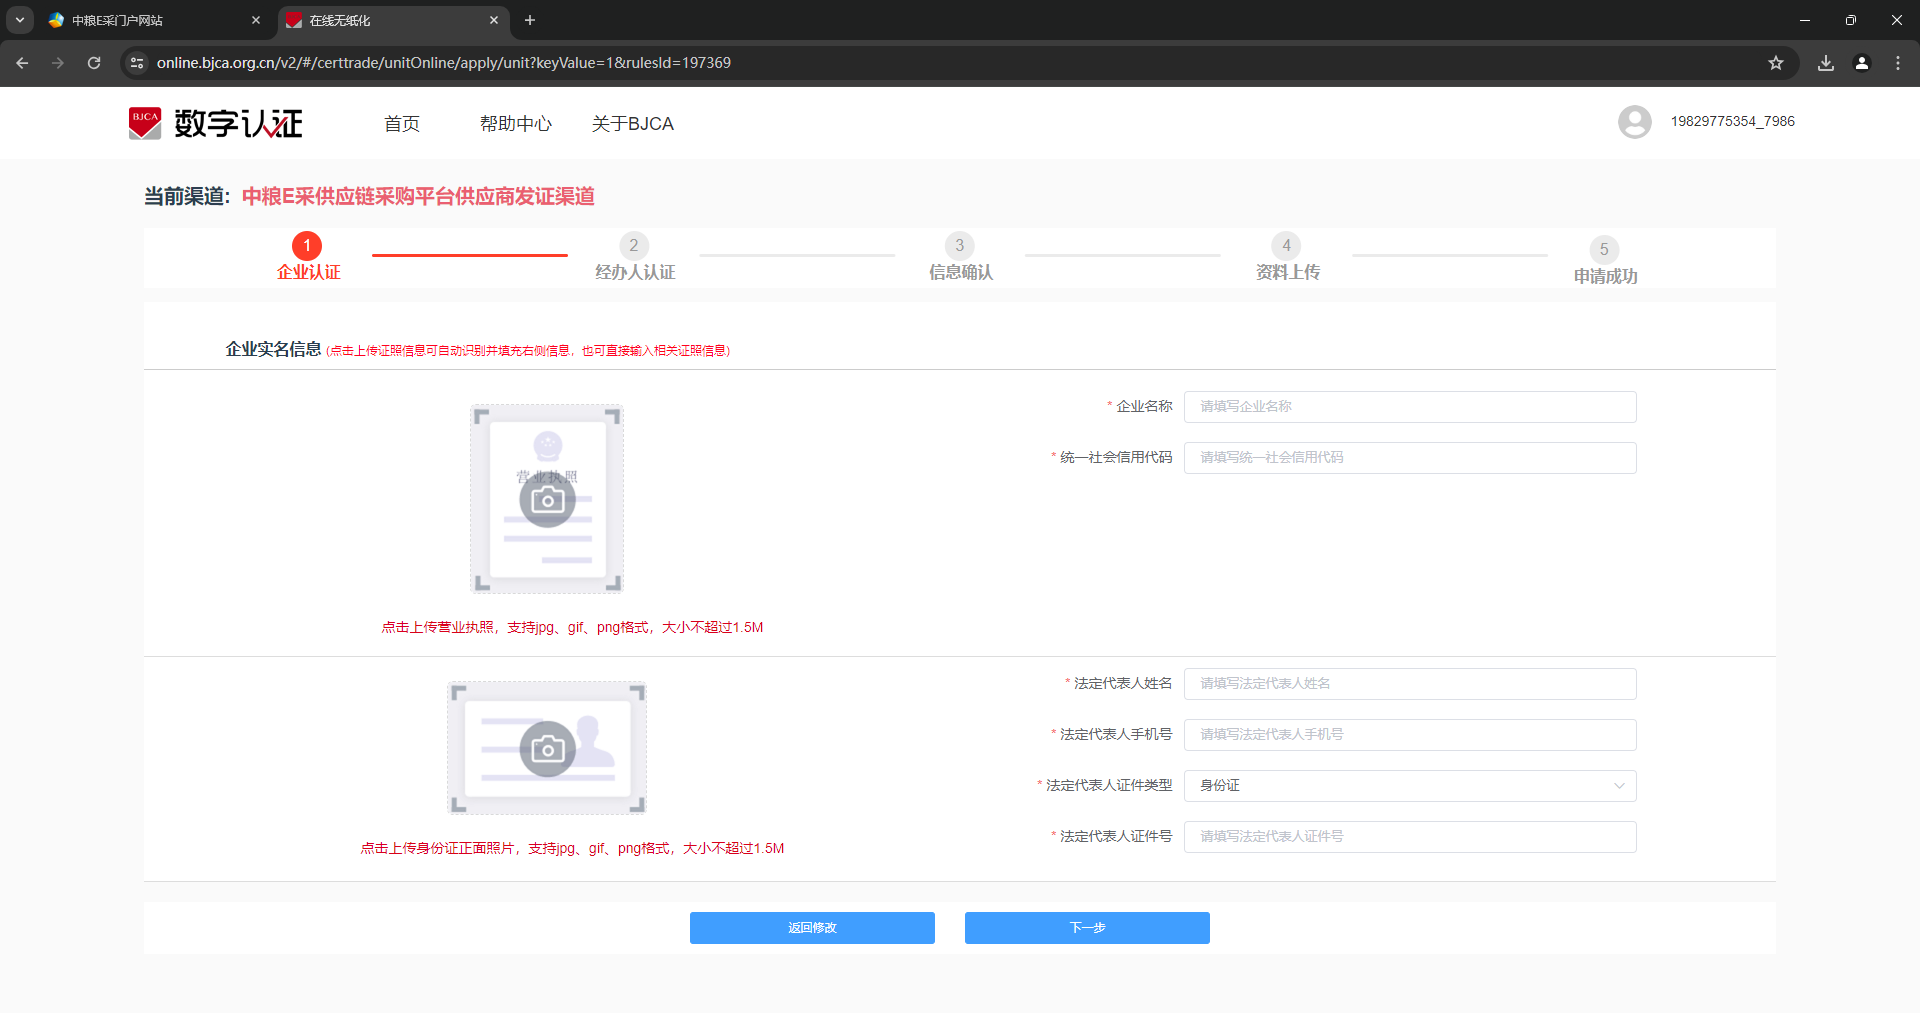 中粮E采门户网站
在线无纸化
online.bjca.org.cn/v2/#/certtrade/unitOnline/apply/unit?keyValue=1&rulesId=197369
BJCA 数字认证 首页 帮助中心 关于BJCA 19829775354_7986
当前渠道：中粮E采供应链采购平台供应商发证渠道
1 2 3 4 5
企业认证 经办人认证 信息确认 资料上传 申请成功
企业实名信息 (点击上传证照信息可自动识别并填充右侧信息，也可直接输入相关证照信息)
营业执照
点击上传营业执照，支持jpg、gif、png格式，大小不超过1.5M
* 企业名称 请填写企业名称
* 统一社会信用代码 请填写统一社会信用代码
点击上传身份证正面照片，支持jpg、gif、png格式，大小不超过1.5M
* 法定代表人姓名 请填写法定代表人姓名
* 法定代表人手机号 请填写法定代表人手机号
* 法定代表人证件类型 身份证
* 法定代表人证件号 请填写法定代表人证件号
返回修改 下一步